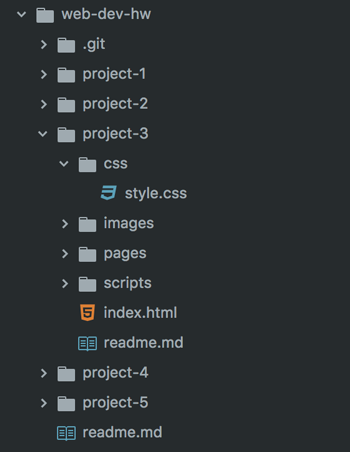 web-dev-hw
.git
project-1
project-2
project-3
css
style.css
images
pages
scripts
index.html
readme.md
project-4
project-5
readme.md